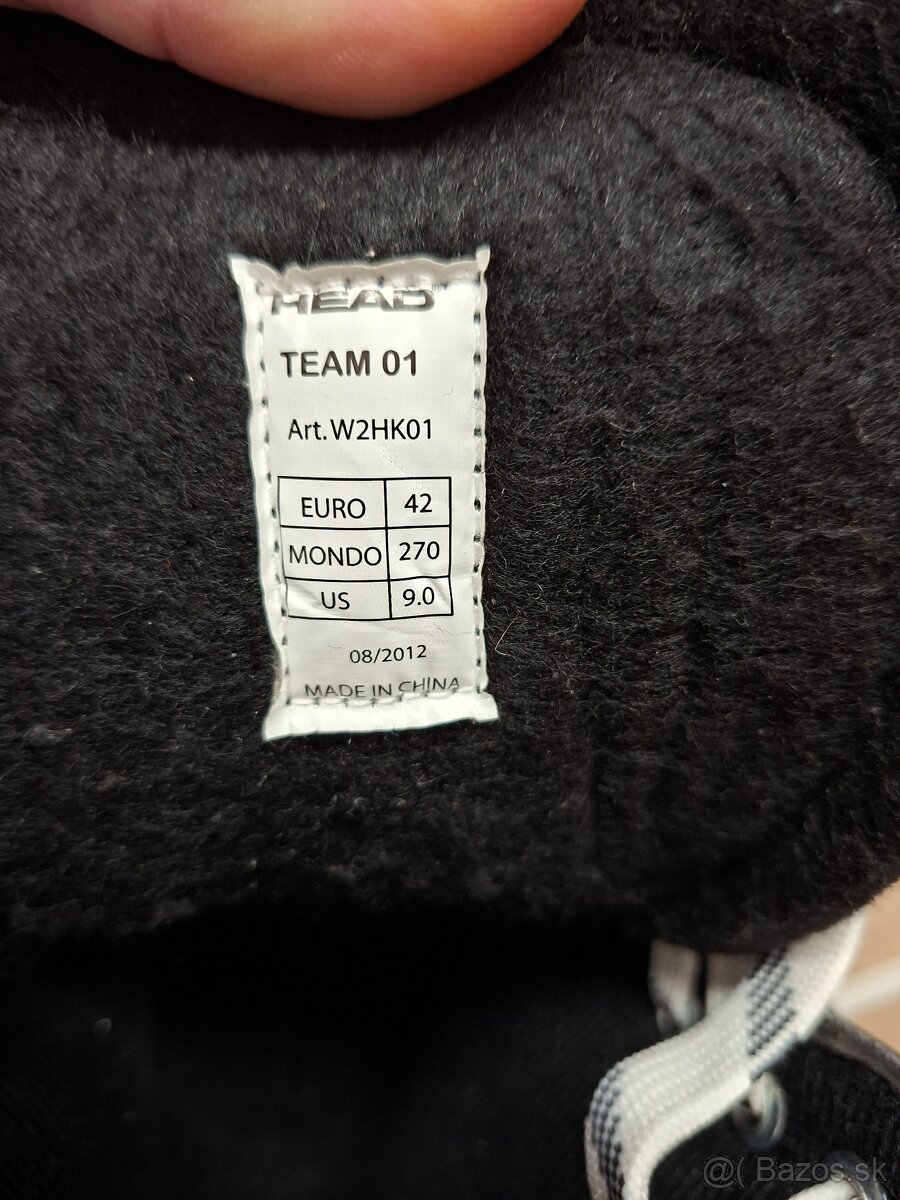 HEAD
TEAM 01
Art. W2HK01
EURO 42
MONDO 270
US 9.0
08/2012
MADE IN CHINA
@( Bazos.sk